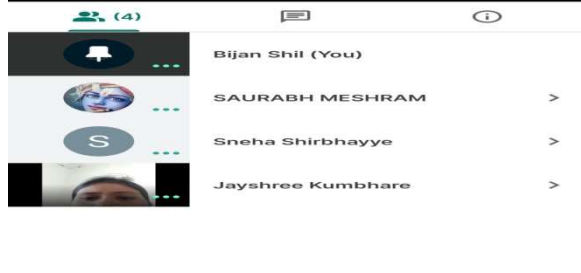 (4)
Bijan Shil (You)
SAURABH MESHRAM
S
Sneha Shirbhayye
Jayshree Kumbhare